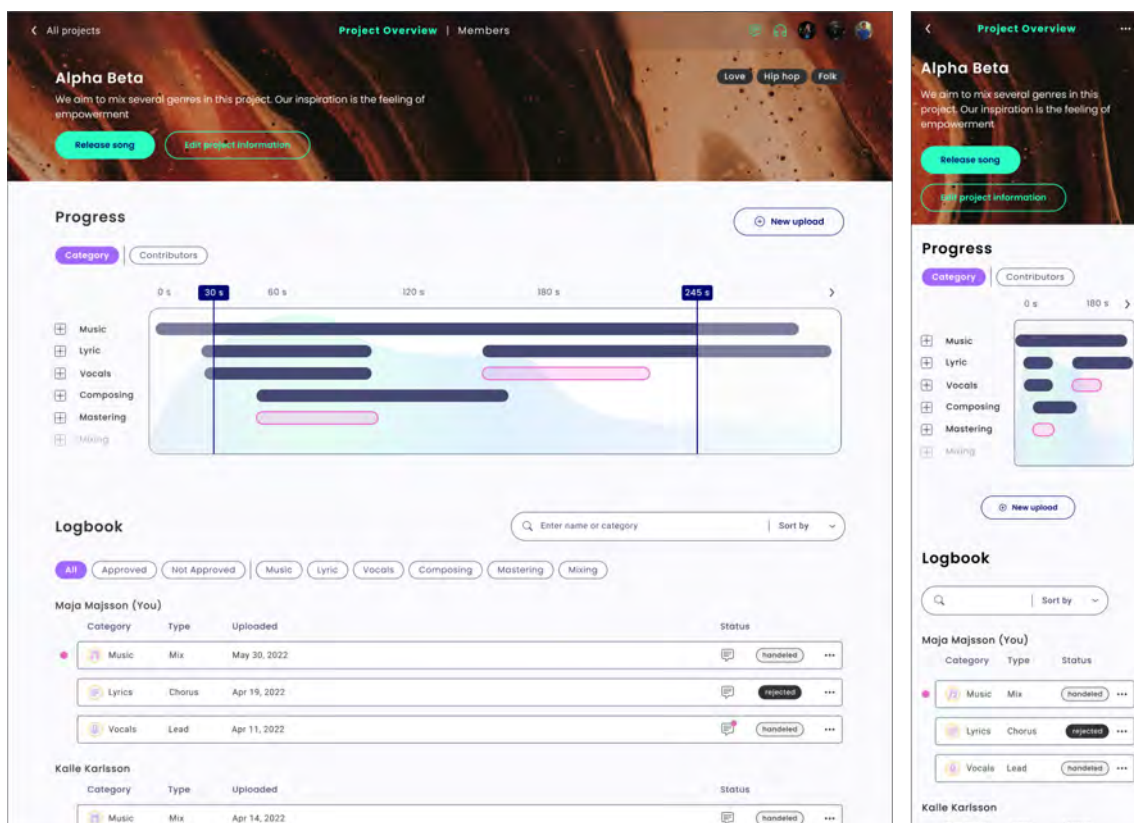 All projects
Project Overview | Members
Alpha Beta
Love Hip hop Folk
We aim to mix several genres in this project. Our inspiration is the feeling of
empowerment
Release song
Edit project information
Progress
New upload
Category Contributors
0 s 30 s 60 s 120 s 180 s 245 s
Music
Lyric
Vocals
Composing
Mastering
Mixing
Logbook
Enter name or category | Sort by
All Approved Not Approved Music Lyric Vocals Composing Mastering Mixing
Maja Majsson (You)
Category Type Uploaded Status
Music Mix May 30, 2022 handeled
Lyrics Chorus Apr 19, 2022 rejected
Vocals Lead Apr 11, 2022 handeled
Kalle Karlsson
Category Type Uploaded Status
Music Mix Apr 14, 2022 handeled
Project Overview
Alpha Beta
We aim to mix several genres in this
project. Our inspiration is the feeling of
empowerment
Release song
Edit project information
Progress
Category Contributors
0 s 180 s
Music
Lyric
Vocals
Composing
Mastering
Mixing
New upload
Logbook
Sort by
Maja Majsson (You)
Category Type Status
Music Mix handeled
Lyrics Chorus rejected
Vocals Lead handeled
Kalle Karlsson